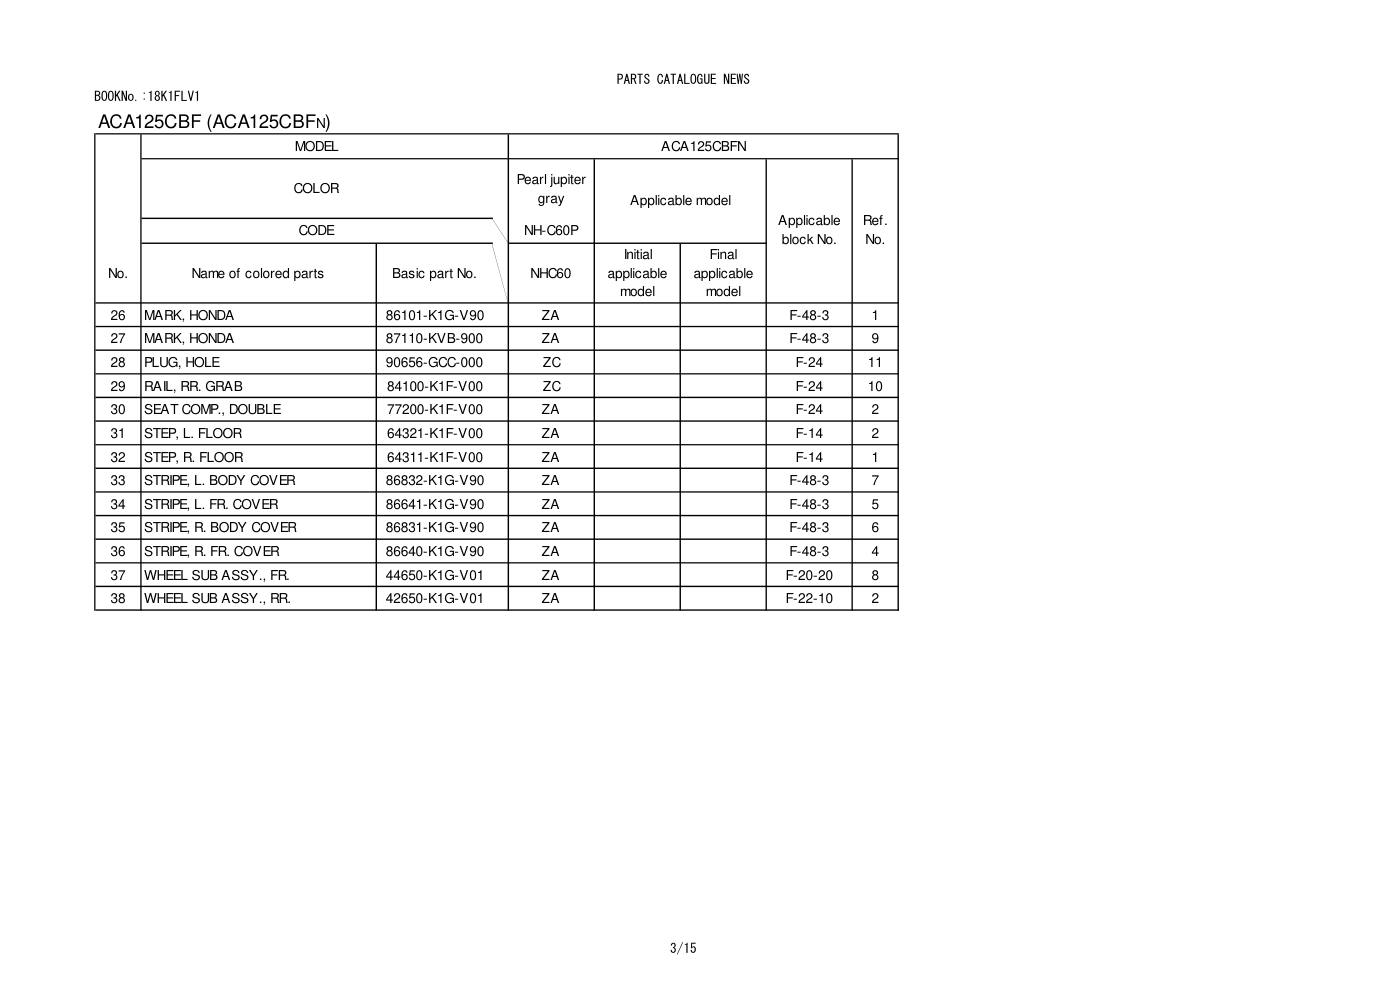 PARTS CATALOGUE NEWS
BOOKNo. :18K1FLV1
ACA125CBF (ACA125CBFN)
MODEL ACA125CBFN
COLOR Pearl jupiter gray Applicable model Applicable block No. Ref. No.
CODE NH-C60P
No. Name of colored parts Basic part No. NHC60 Initial applicable model Final applicable model
26 MARK, HONDA 86101-K1G-V90 ZA F-48-3 1
27 MARK, HONDA 87110-KVB-900 ZA F-48-3 9
28 PLUG, HOLE 90656-GCC-000 ZC F-24 11
29 RAIL, RR. GRAB 84100-K1F-V00 ZC F-24 10
30 SEAT COMP., DOUBLE 77200-K1F-V00 ZA F-24 2
31 STEP, L. FLOOR 64321-K1F-V00 ZA F-14 2
32 STEP, R. FLOOR 64311-K1F-V00 ZA F-14 1
33 STRIPE, L. BODY COVER 86832-K1G-V90 ZA F-48-3 7
34 STRIPE, L. FR. COVER 86641-K1G-V90 ZA F-48-3 5
35 STRIPE, R. BODY COVER 86831-K1G-V90 ZA F-48-3 6
36 STRIPE, R. FR. COVER 86640-K1G-V90 ZA F-48-3 4
37 WHEEL SUB ASSY., FR. 44650-K1G-V01 ZA F-20-20 8
38 WHEEL SUB ASSY., RR. 42650-K1G-V01 ZA F-22-10 2
3/15